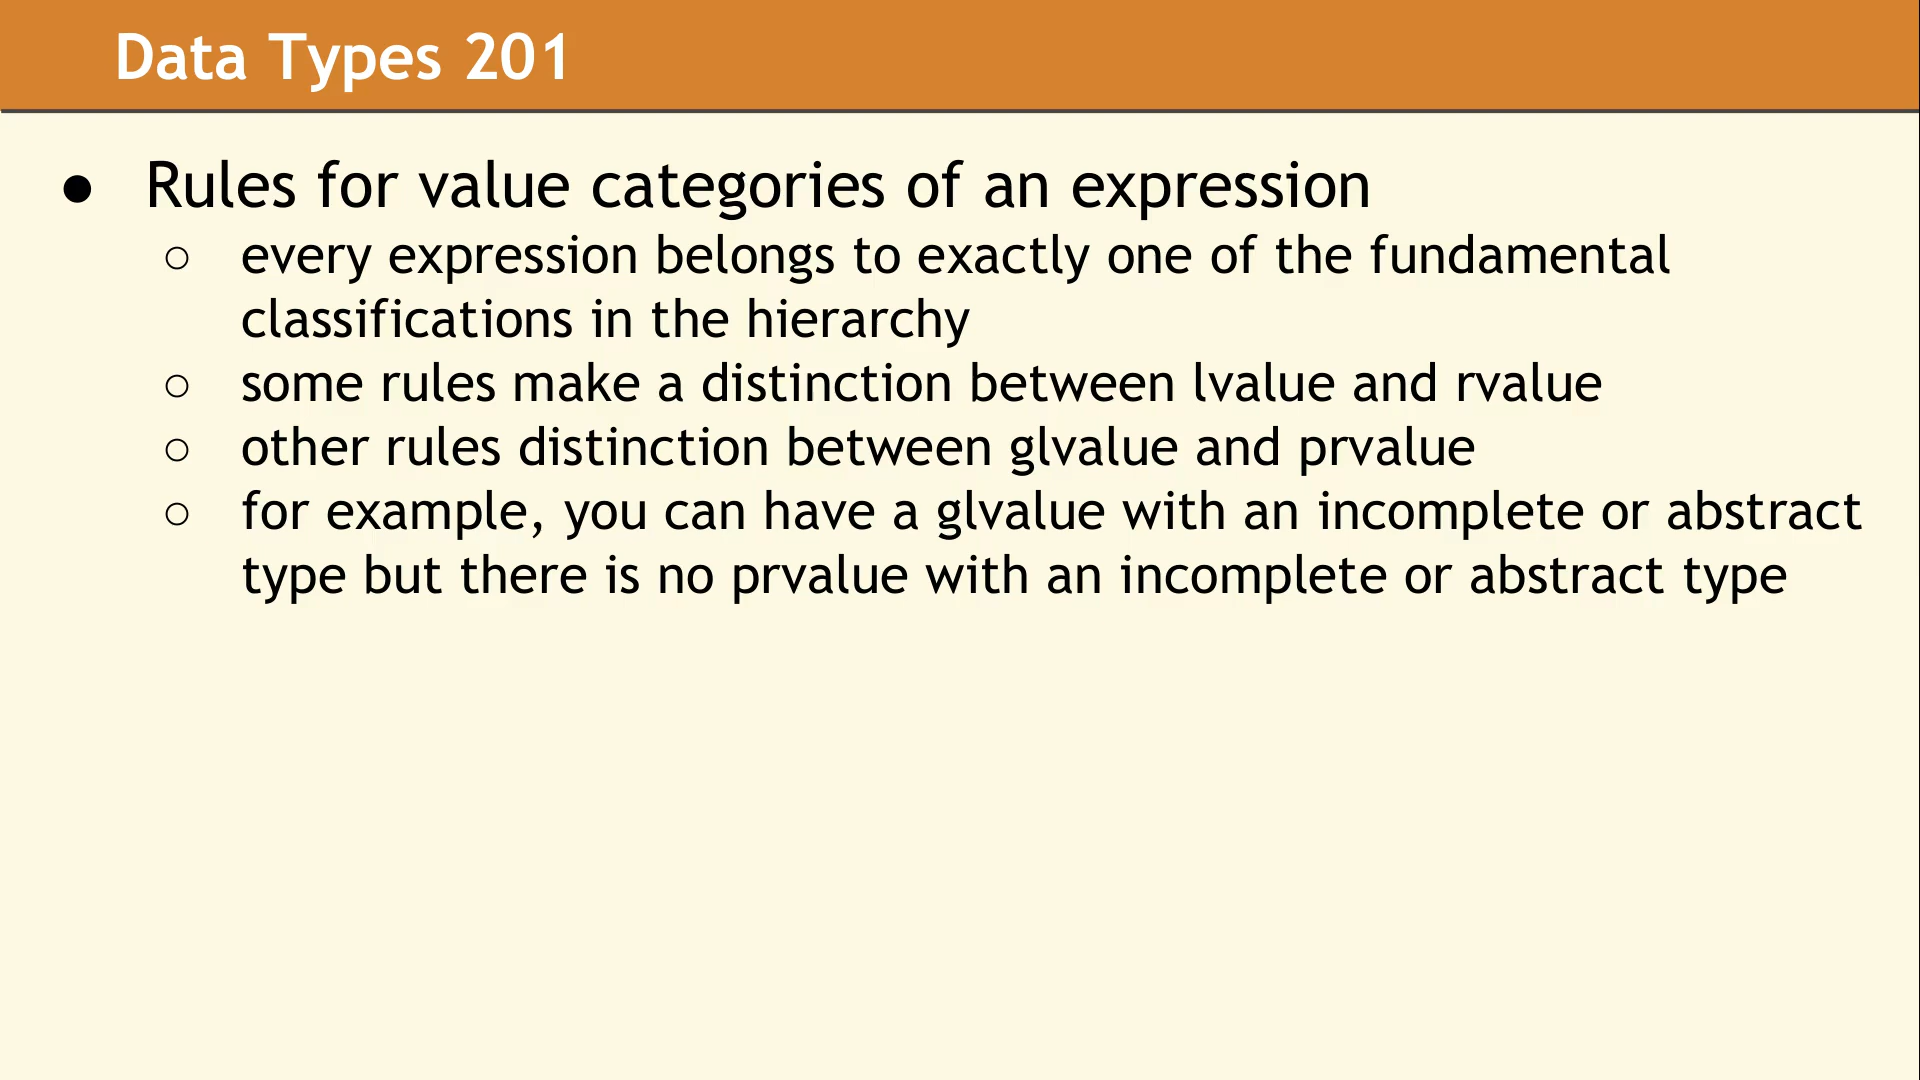 Data Types 201
● Rules for value categories of an expression
○ every expression belongs to exactly one of the fundamental
classifications in the hierarchy
○ some rules make a distinction between lvalue and rvalue
○ other rules distinction between glvalue and prvalue
○ for example, you can have a glvalue with an incomplete or abstract
type but there is no prvalue with an incomplete or abstract type